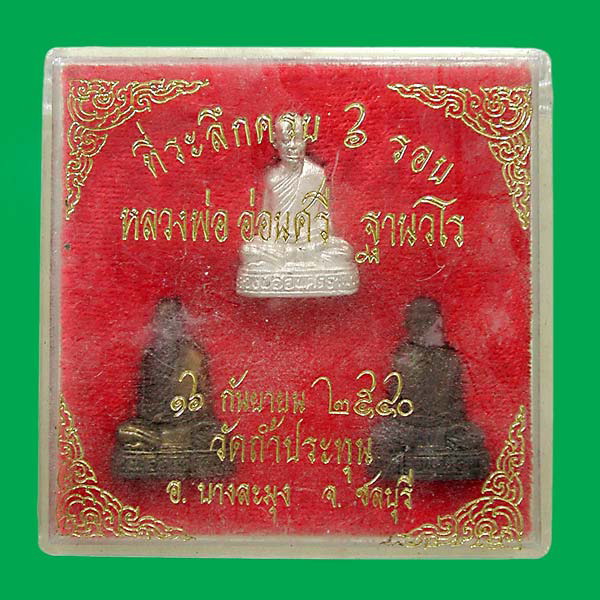 ที่ระลึกครบ ๖ รอบ
หลวงพ่อ อ่อนศรี ฐานวโร
๑๖ กันยายน ๒๕๔๐
วัดถ้ำประทุน
อ. บางละมุง จ. ชลบุรี